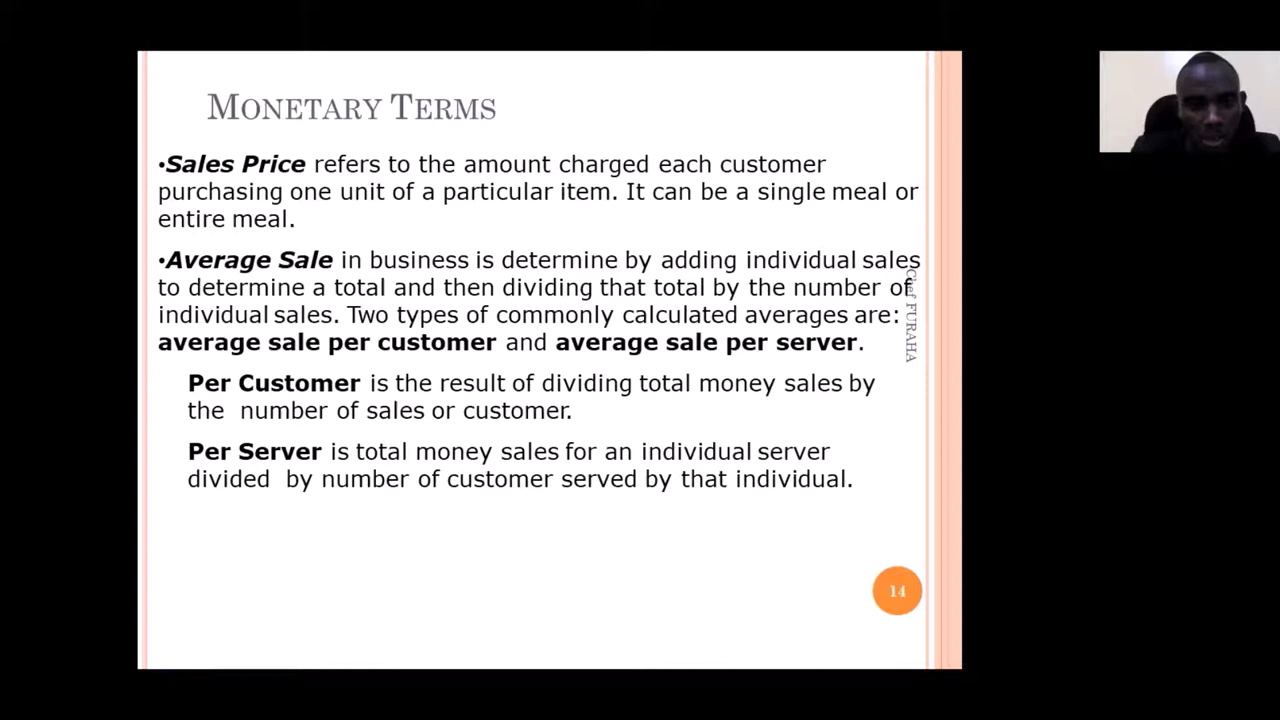 MONETARY TERMS
•Sales Price refers to the amount charged each customer
purchasing one unit of a particular item. It can be a single meal or
entire meal.
•Average Sale in business is determine by adding individual sales
to determine a total and then dividing that total by the number of
individual sales. Two types of commonly calculated averages are:
average sale per customer and average sale per server.
Per Customer is the result of dividing total money sales by
the  number of sales or customer.
Per Server is total money sales for an individual server
divided  by number of customer served by that individual.
Chef FURAHA
14